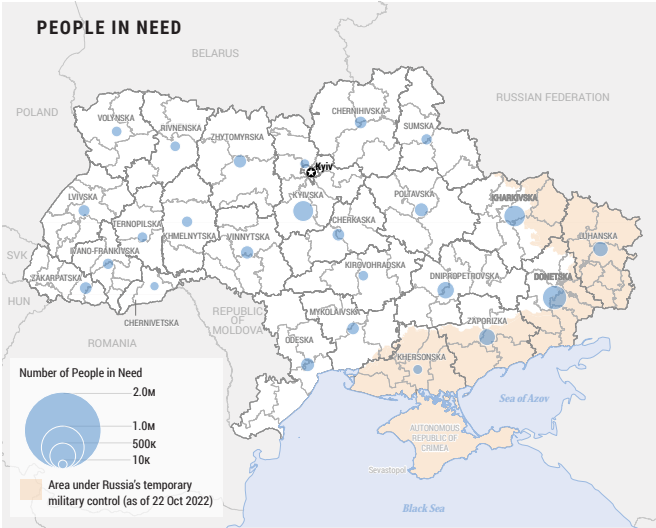 PEOPLE IN NEED
BELARUS
RUSSIAN FEDERATION
POLAND
VOLYNSKA
RIVNENSKA
ZHYTOMYRSKA
CHERNIHIVSKA
SUMSKA
Kyiv
KYIVSKA
LVIVSKA
TERNOPILSKA
KHMELNYTSKA
VINNYTSKA
CHERKASKA
POLTAVSKA
KHARKIVSKA
LUHANSKA
SVK
IVANO-FRANKIVSKA
ZAKARPATSKA
HUN
CHERNIVETSKA
KIROVOHRADSKA
DNIPROPETROVSKA
DONETSKA
REPUBLIC
OF
MOLDOVA
MYKOLAIVSKA
ZAPORIZKA
ROMANIA
ODESKA
KHERSONSKA
Sea of Azov
AUTONOMOUS
REPUBLIC OF
CRIMEA
Sevastopol
Black Sea
Number of People in Need
2.0M
1.0M
500K
10K
Area under Russia's temporary
military control (as of 22 Oct 2022)